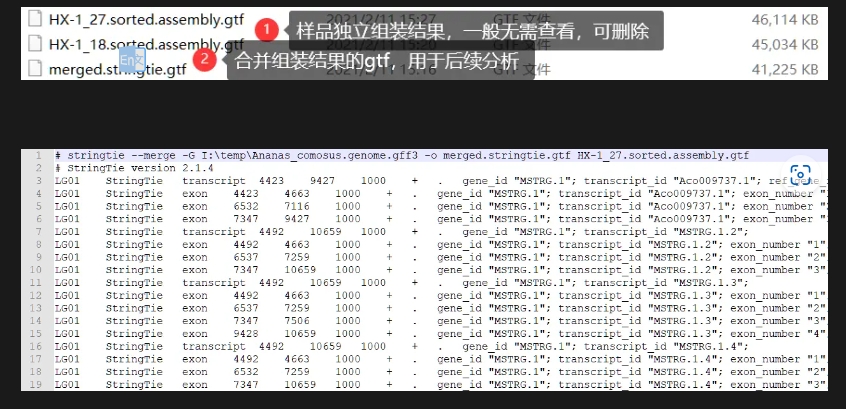 HX-1_27.sorted.assembly.gtf 46,114 KB
1 样品独立组装结果，一般无需查看，可删除
HX-1_18.sorted.assembly.gtf 45,034 KB
2 合并组装结果的gtf，用于后续分析
merged.stringtie.gtf 41,225 KB
1 # stringtie --merge -G I:\temp\Ananas_comosus.genome.gff3 -o merged.stringtie.gtf HX-1_27.sorted.assembly.gtf
2 # StringTie version 2.1.4
3 LG01 StringTie transcript 4423 9427 1000 + . gene_id "MSTRG.1"; transcript_id "Aco009737.1";
4 LG01 StringTie exon 4423 4663 1000 + . gene_id "MSTRG.1"; transcript_id "Aco009737.1"; exon_number
5 LG01 StringTie exon 6532 7116 1000 + . gene_id "MSTRG.1"; transcript_id "Aco009737.1"; exon_number
6 LG01 StringTie exon 7347 9427 1000 + . gene_id "MSTRG.1"; transcript_id "Aco009737.1"; exon_number
7 LG01 StringTie transcript 4492 10659 1000 + . gene_id "MSTRG.1"; transcript_id "MSTRG.1.2";
8 LG01 StringTie exon 4492 4663 1000 + . gene_id "MSTRG.1"; transcript_id "MSTRG.1.2"; exon_number "1"
9 LG01 StringTie exon 6537 7259 1000 + . gene_id "MSTRG.1"; transcript_id "MSTRG.1.2"; exon_number "2"
10 LG01 StringTie exon 7347 10659 1000 + . gene_id "MSTRG.1"; transcript_id "MSTRG.1.2"; exon_number "3"
11 LG01 StringTie transcript 4492 10659 1000 + . gene_id "MSTRG.1"; transcript_id "MSTRG.1.3";
12 LG01 StringTie exon 4492 4663 1000 + . gene_id "MSTRG.1"; transcript_id "MSTRG.1.3"; exon_number "1"
13 LG01 StringTie exon 6537 7259 1000 + . gene_id "MSTRG.1"; transcript_id "MSTRG.1.3"; exon_number "2"
14 LG01 StringTie exon 7347 7506 1000 + . gene_id "MSTRG.1"; transcript_id "MSTRG.1.3"; exon_number "3"
15 LG01 StringTie exon 9428 10659 1000 + . gene_id "MSTRG.1"; transcript_id "MSTRG.1.3"; exon_number "4"
16 LG01 StringTie transcript 4492 10659 1000 + . gene_id "MSTRG.1"; transcript_id "MSTRG.1.4";
17 LG01 StringTie exon 4492 4663 1000 + . gene_id "MSTRG.1"; transcript_id "MSTRG.1.4"; exon_number "1"
18 LG01 StringTie exon 6532 7259 1000 + . gene_id "MSTRG.1"; transcript_id "MSTRG.1.4"; exon_number "2"
19 LG01 StringTie exon 7347 10659 1000 + . gene_id "MSTRG.1"; transcript_id "MSTRG.1.4"; exon_number "3"